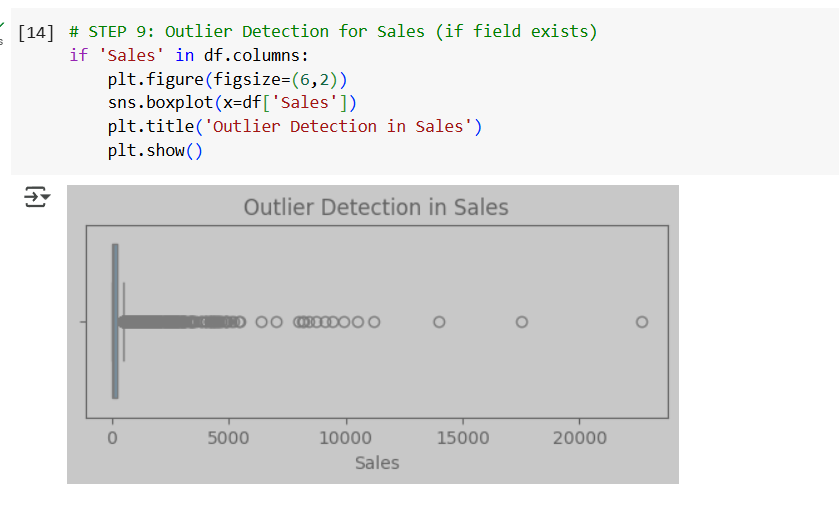 [14] # STEP 9: Outlier Detection for Sales (if field exists)
if 'Sales' in df.columns:
    plt.figure(figsize=(6,2))
    sns.boxplot(x=df['Sales'])
    plt.title('Outlier Detection in Sales')
    plt.show()
Outlier Detection in Sales
0 5000 10000 15000 20000
Sales